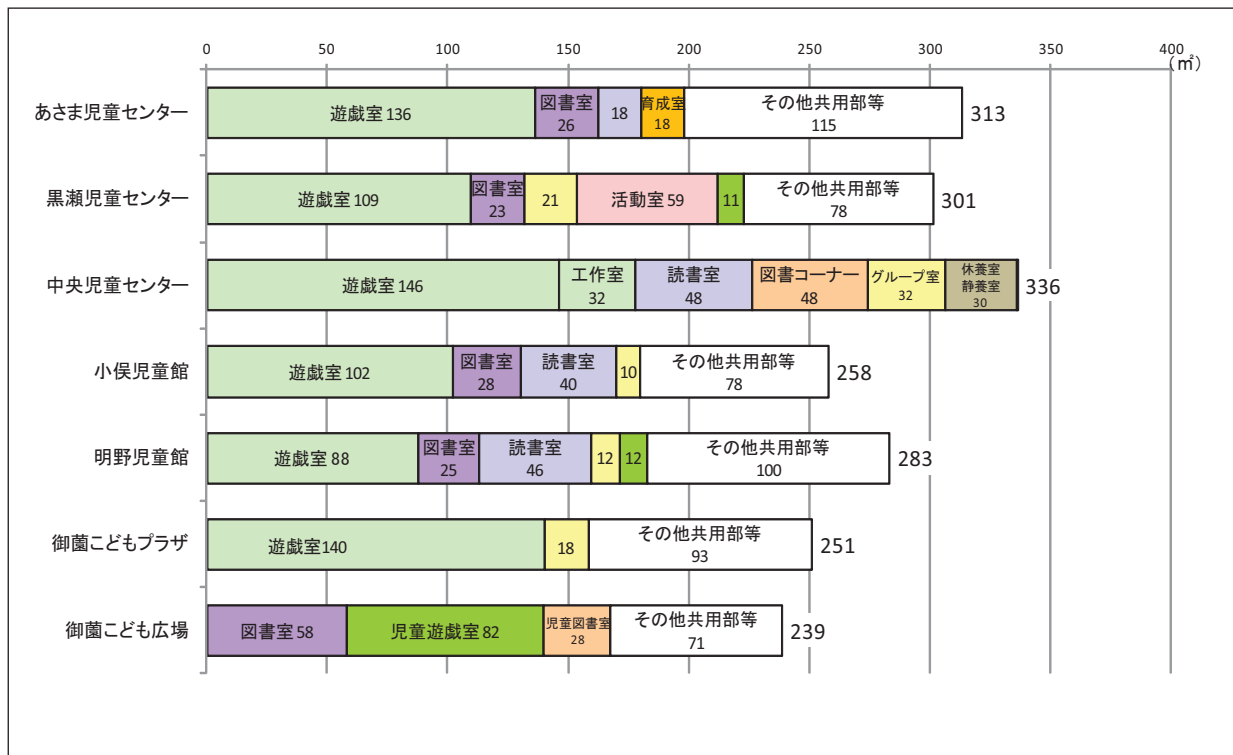 0 50 100 150 200 250 300 350 400
(㎡)
あさま児童センター
遊戯室 136
図書室
26
18
育成室
18
その他共用部等
115
313
黒瀬児童センター
遊戯室 109
図書室
23
21
活動室 59
11
その他共用部等
78
301
中央児童センター
遊戯室 146
工作室
32
読書室
48
図書コーナー
48
グループ室
32
休養室
静養室
30
336
小俣児童館
遊戯室 102
図書室
28
読書室
40
10
その他共用部等
78
258
明野児童館
遊戯室 88
図書室
25
読書室
46
12
12
その他共用部等
100
283
御薗こどもプラザ
遊戯室140
18
その他共用部等
93
251
御薗こども広場
図書室 58
児童遊戯室 82
児童図書室
28
その他共用部等
71
239